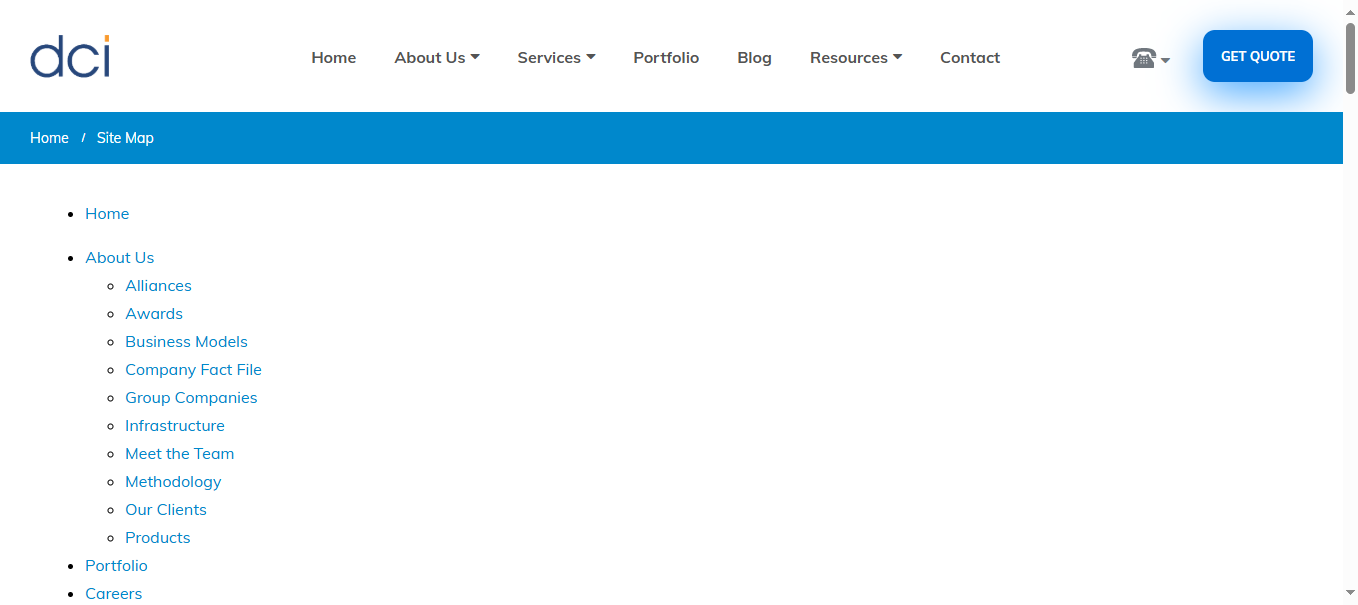 dci
Home About Us Services Portfolio Blog Resources Contact GET QUOTE
Home / Site Map
Home
About Us
Alliances
Awards
Business Models
Company Fact File
Group Companies
Infrastructure
Meet the Team
Methodology
Our Clients
Products
Portfolio
Careers